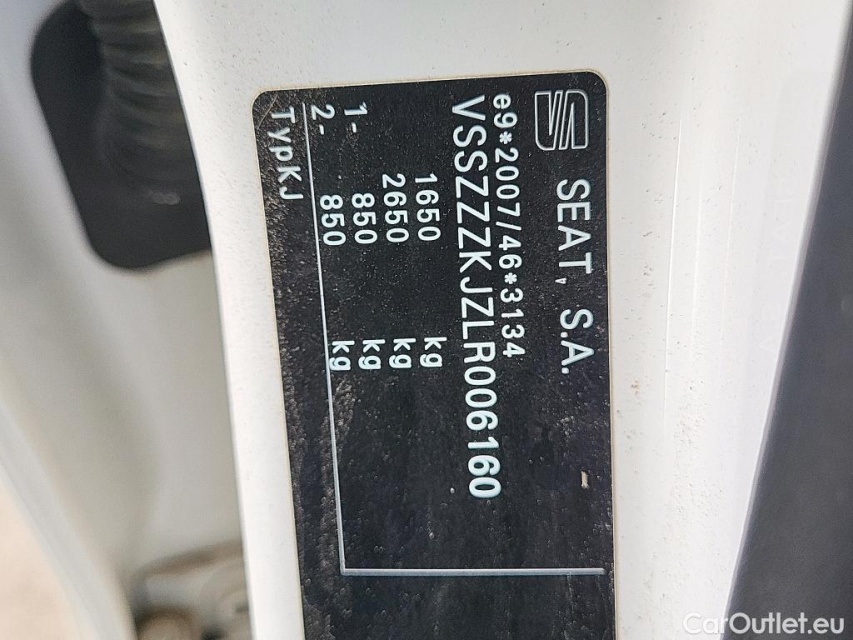 SEAT, S.A.
e9*2007/46*3134
VSSZZZKJZLR006160
1650 kg
2650 kg
1- 850 kg
2- 850 kg
TypKJ
CarOutlet.eu